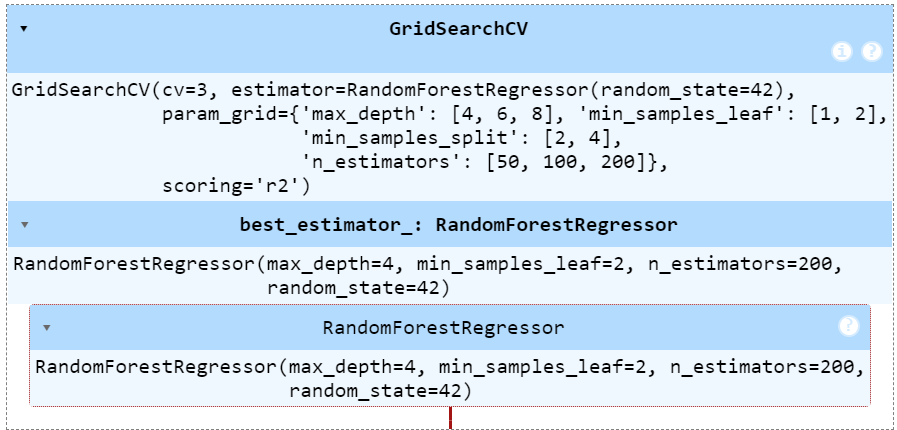 ▾ GridSearchCV
i ?
GridSearchCV(cv=3, estimator=RandomForestRegressor(random_state=42),
             param_grid={'max_depth': [4, 6, 8], 'min_samples_leaf': [1, 2],
                         'min_samples_split': [2, 4],
                         'n_estimators': [50, 100, 200]},
             scoring='r2')
▾ best_estimator_: RandomForestRegressor
RandomForestRegressor(max_depth=4, min_samples_leaf=2, n_estimators=200,
                      random_state=42)
▾ RandomForestRegressor ?
RandomForestRegressor(max_depth=4, min_samples_leaf=2, n_estimators=200,
                      random_state=42)